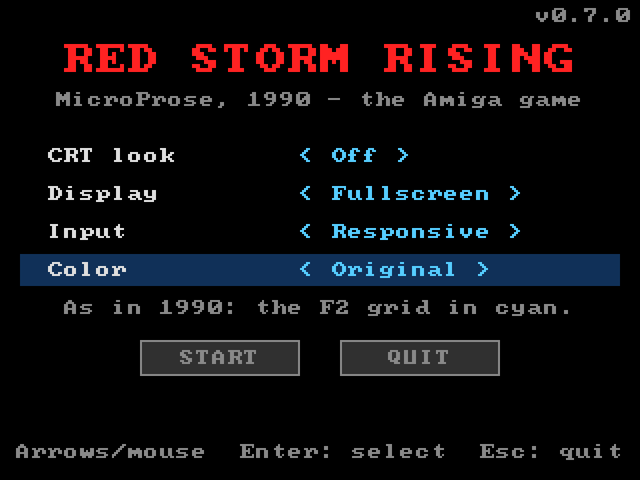 v0.7.0
RED STORM RISING
MicroProse, 1990 - the Amiga game
CRT look < Off >
Display < Fullscreen >
Input < Responsive >
Color < Original >
As in 1990: the F2 grid in cyan.
START QUIT
Arrows/mouse Enter: select Esc: quit